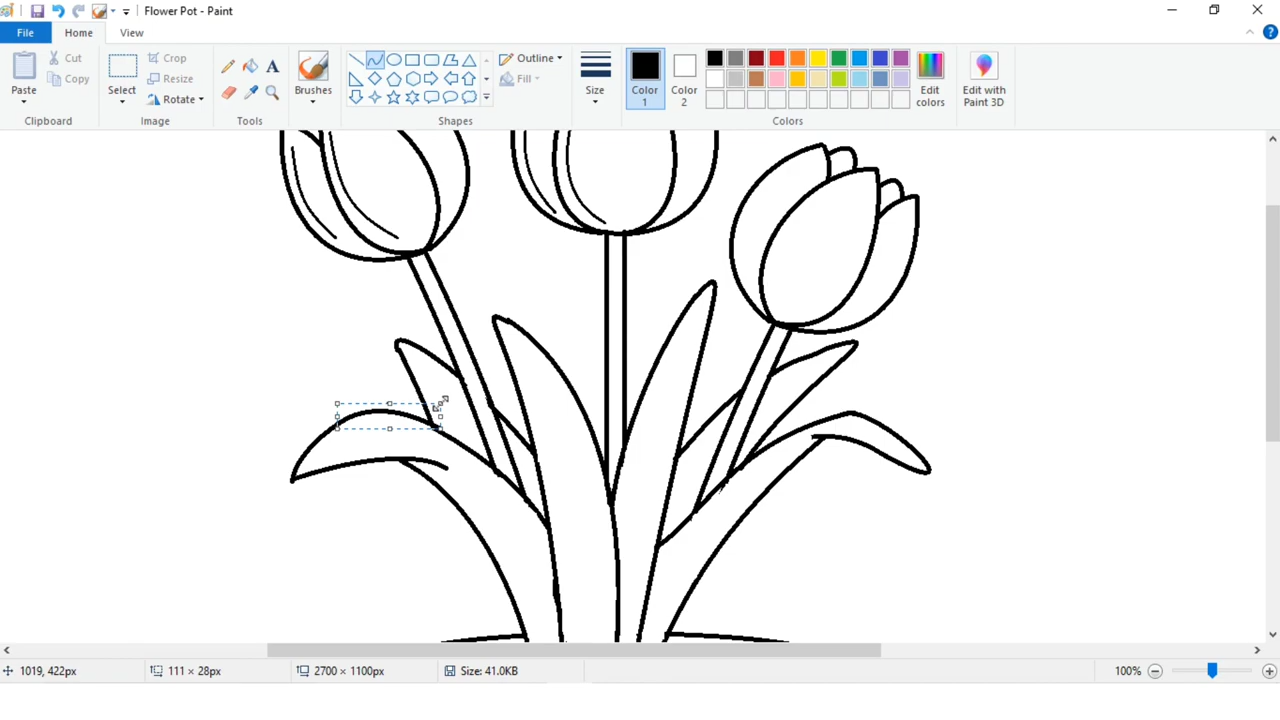 Flower Pot - Paint
File
Home
View
Paste
Cut
Copy
Clipboard
Select
Crop
Resize
Rotate
Image
A
Tools
Brushes
Outline
Fill
Shapes
Size
Color
1
Color
2
Edit
colors
Colors
Edit with
Paint 3D
?
1019, 422px
111 × 28px
2700 × 1100px
Size: 41.0KB
100%